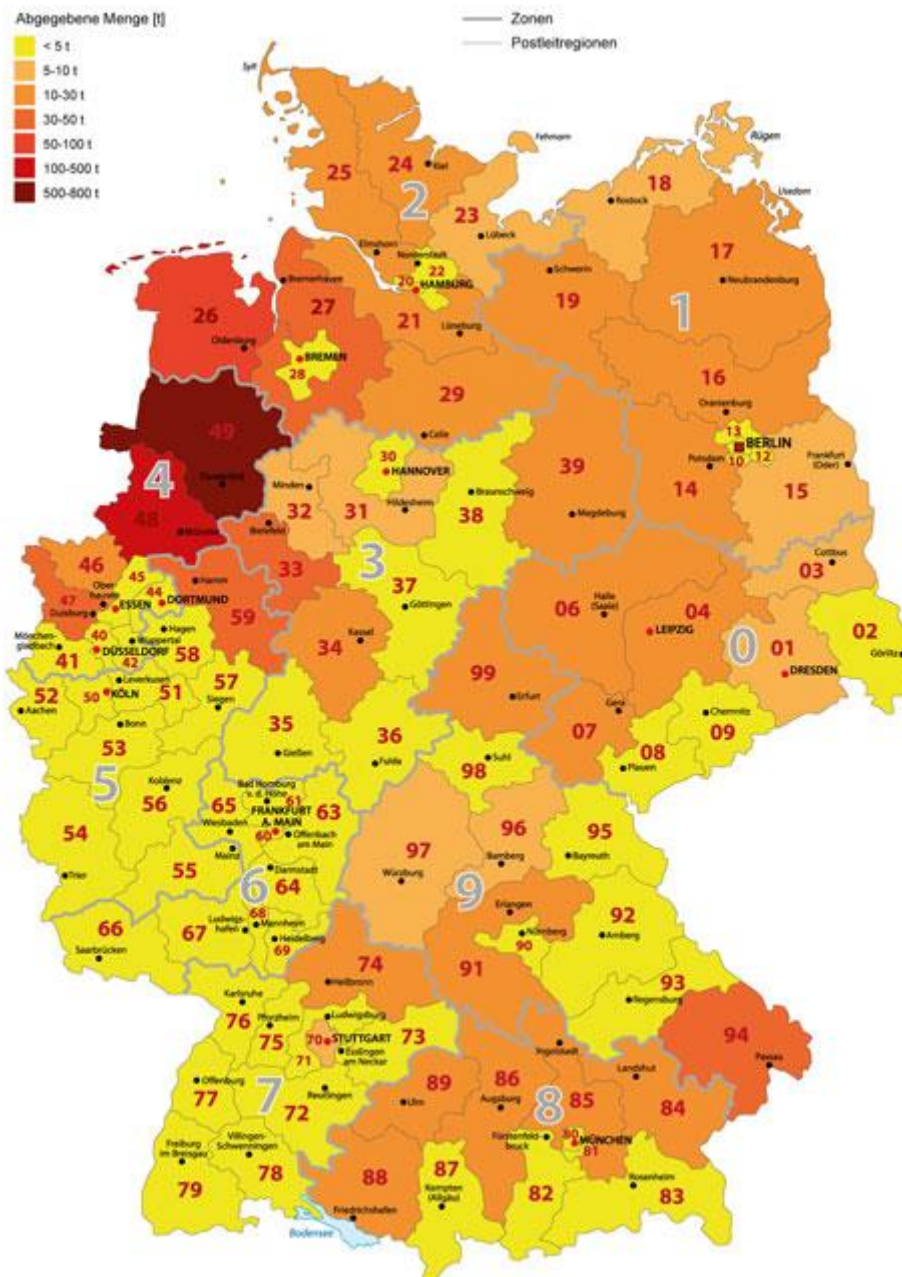 Abgegebene Menge [t]
< 5 t
5-10 t
10-30 t
30-50 t
50-100 t
100-500 t
500-800 t
Zonen
Postleitregionen
Sylt
Fehmarn
Rügen
Usedom
25
24
Kiel
2
23
Lübeck
18
Rostock
17
Neubrandenburg
Elmshorn
Norderstedt
22
20
HAMBURG
Schwerin
19
1
26
Oldenburg
Bremerhaven
27
21
Lüneburg
BREMEN
28
29
Celle
16
Oranienburg
13
BERLIN
10
12
Potsdam
14
Frankfurt
(Oder)
15
49
4
48
Münster
30
HANNOVER
Minden
32
31
Hildesheim
Bielefeld
Braunschweig
38
39
Magdeburg
Cottbus
03
46
45
Ober
hausen
47
Duisburg
ESSEN
44
DORTMUND
Hamm
33
59
3
37
Göttingen
06
Halle
(Saale)
04
LEIPZIG
0
01
DRESDEN
02
Görlitz
Mönchen-
gladbach
41
40
DÜSSELDORF
42
Wuppertal
Hagen
58
34
Kassel
99
Erfurt
Gera
07
Chemnitz
09
08
Plauen
52
Aachen
50
KÖLN
Leverkusen
51
57
Siegen
Bonn
53
5
35
Gießen
36
Fulda
98
Suhl
Koblenz
56
65
Bad Homburg
v. d. Höhe
61
FRANKFURT
A. MAIN
60
63
Wiesbaden
Offenbach
am Main
Mainz
54
Trier
55
6
Darmstadt
64
97
Würzburg
96
Bamberg
95
Bayreuth
9
66
Saarbrücken
67
Ludwigs-
hafen
68
Mannheim
Heidelberg
69
Erlangen
Nürnberg
90
92
Amberg
91
93
Regensburg
74
Heilbronn
Karlsruhe
76
Pforzheim
75
Ludwigsburg
70
STUTTGART
71
Esslingen
am Neckar
73
Ingolstadt
94
Passau
Landshut
84
Offenburg
77
7
Reutlingen
72
89
Ulm
86
Augsburg
8
85
Fürstenfeld-
bruck
80
MÜNCHEN
81
Freiburg
im Breisgau
79
Villingen-
Schwenningen
78
88
Friedrichshafen
Bodensee
87
Kempten
(Allgäu)
82
Rosenheim
83